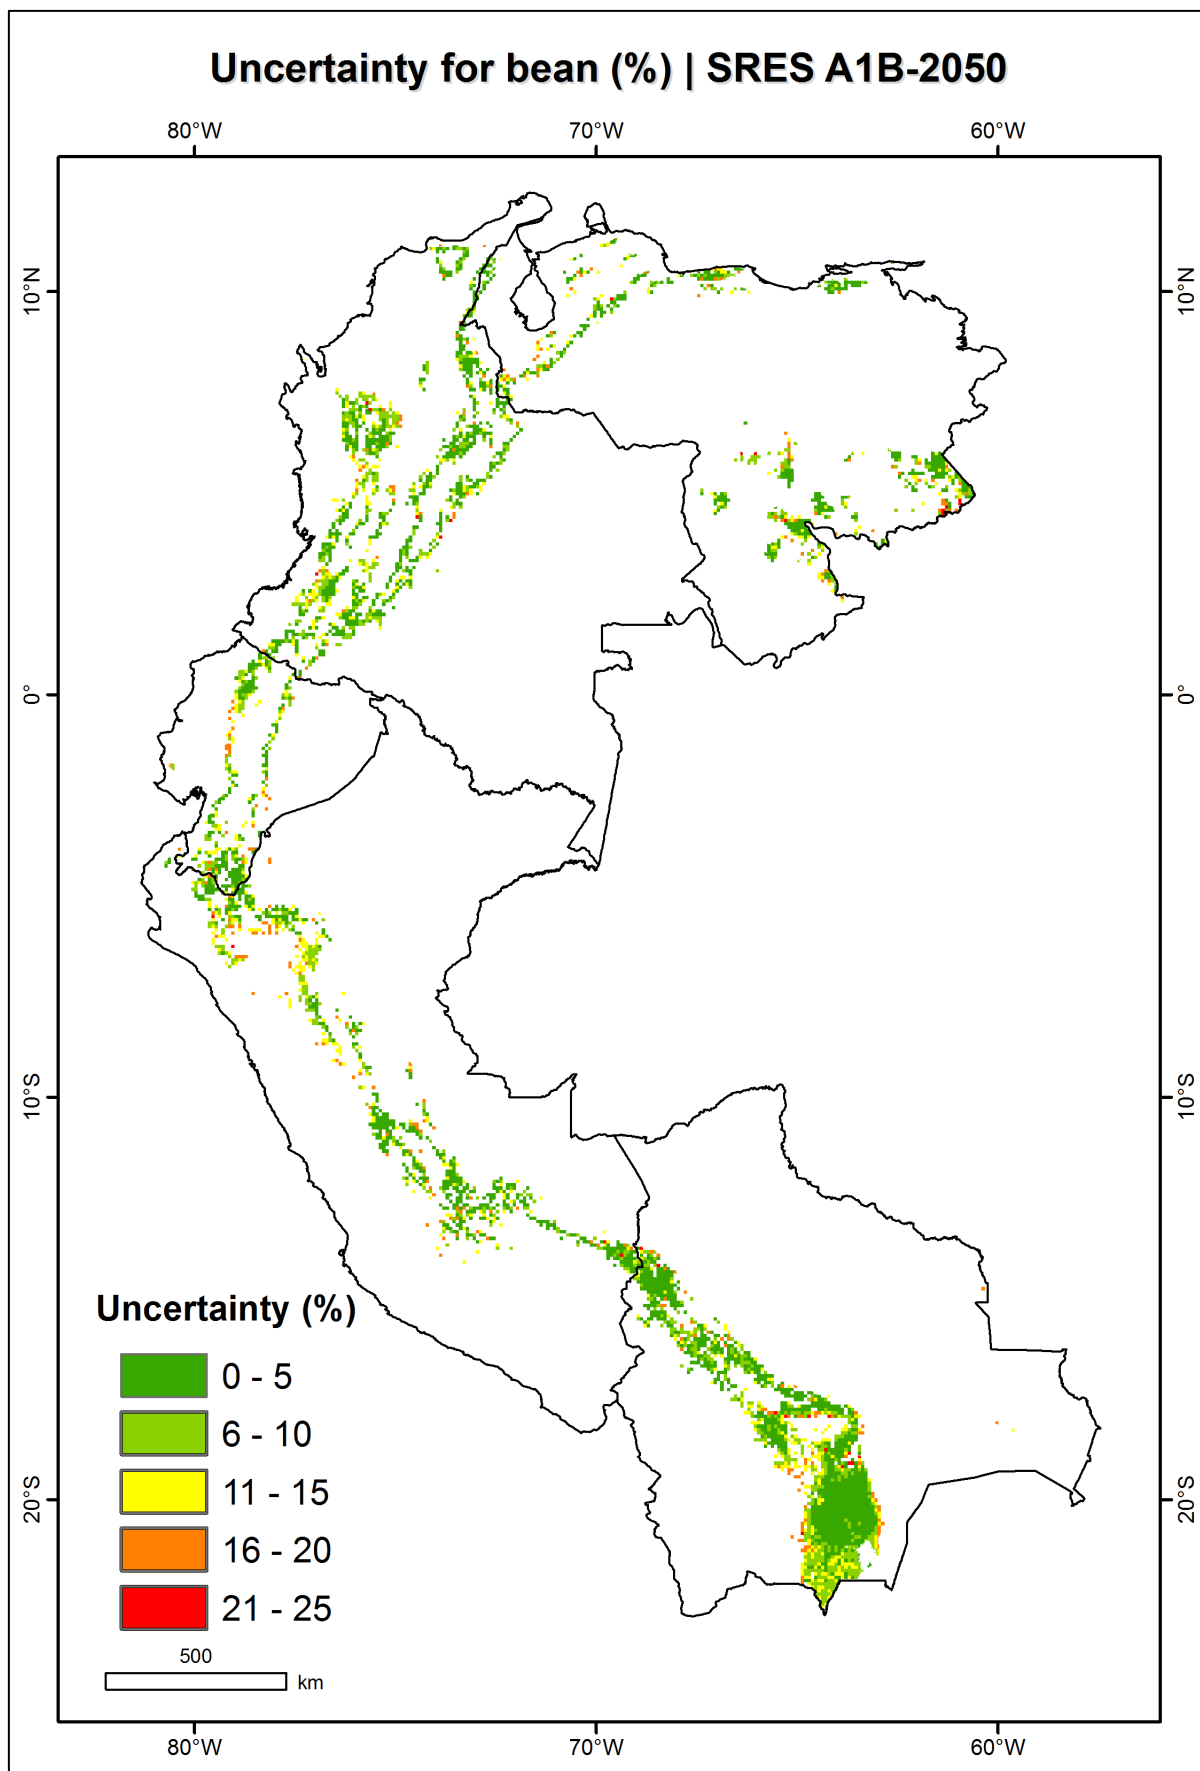 Uncertainty for bean (%) | SRES A1B-2050
80°W 70°W 60°W
10°N 10°N
0° 0°
10°S 10°S
20°S 20°S
Uncertainty (%)
0 - 5
6 - 10
11 - 15
16 - 20
21 - 25
500
km
80°W 70°W 60°W